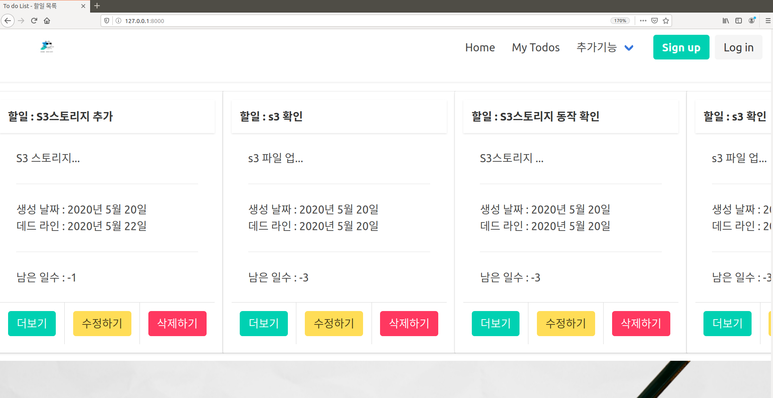 To do List - 할일 목록
127.0.0.1:8000
170%
Home My Todos 추가기능 Sign up Log in
할일 : S3스토리지 추가
S3 스토리지...
생성 날짜 : 2020년 5월 20일
데드 라인 : 2020년 5월 22일
남은 일수 : -1
더보기 수정하기 삭제하기
할일 : s3 확인
s3 파일 업...
생성 날짜 : 2020년 5월 20일
데드 라인 : 2020년 5월 20일
남은 일수 : -3
더보기 수정하기 삭제하기
할일 : S3스토리지 동작 확인
S3스토리지 ...
생성 날짜 : 2020년 5월 20일
데드 라인 : 2020년 5월 20일
남은 일수 : -3
더보기 수정하기 삭제하기
할일 : s3 확인
s3 파일 업...
생성 날짜 : 20
데드 라인 : 20
남은 일수 : -3
더보기